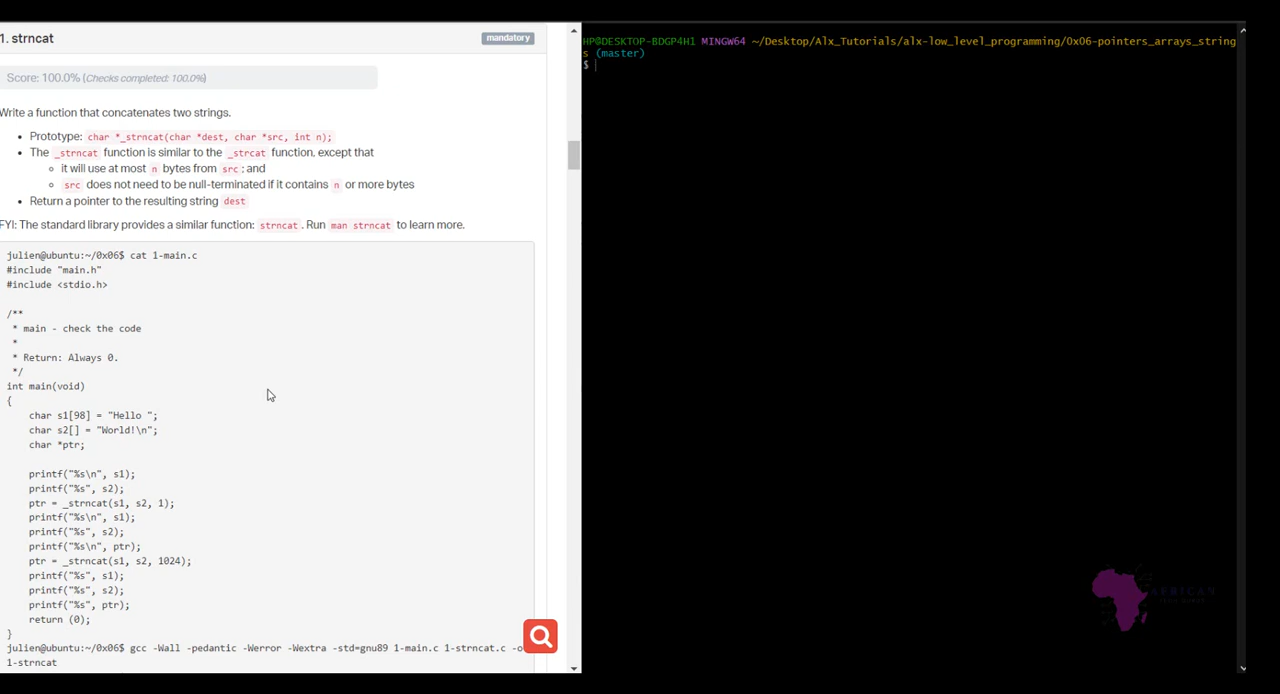 1. strncat
mandatory
Score: 100.0% (Checks completed: 100.0%)
Write a function that concatenates two strings.
• Prototype: char *_strncat(char *dest, char *src, int n);
• The _strncat function is similar to the _strcat function, except that
◦ it will use at most n bytes from src; and
◦ src does not need to be null-terminated if it contains n or more bytes
• Return a pointer to the resulting string dest
FYI: The standard library provides a similar function: strncat. Run man strncat to learn more.
julien@ubuntu:~/0x06$ cat 1-main.c
#include "main.h"
#include <stdio.h>
/**
* main - check the code
*
* Return: Always 0.
*/
int main(void)
{
char s1[98] = "Hello ";
char s2[] = "World!\n";
char *ptr;
printf("%s\n", s1);
printf("%s", s2);
ptr = _strncat(s1, s2, 1);
printf("%s\n", s1);
printf("%s", s2);
printf("%s\n", ptr);
ptr = _strncat(s1, s2, 1024);
printf("%s", s1);
printf("%s", s2);
printf("%s", ptr);
return (0);
}
julien@ubuntu:~/0x06$ gcc -Wall -pedantic -Werror -Wextra -std=gnu89 1-main.c 1-strncat.c -o
1-strncat
HP@DESKTOP-BDGP4H1 MINGW64 ~/Desktop/Alx_Tutorials/alx-low_level_programming/0x06-pointers_arrays_string
s (master)
$
AFRICAN